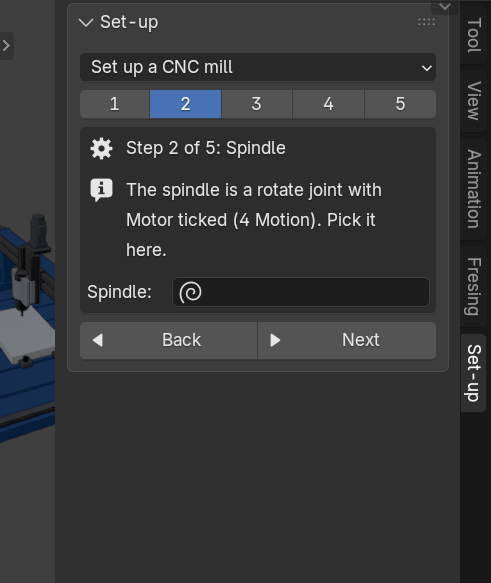 Set-up
Set up a CNC mill
1 2 3 4 5
Step 2 of 5: Spindle
The spindle is a rotate joint with
Motor ticked (4 Motion). Pick it
here.
Spindle:
Back Next
Tool
View
Animation
Fresing
Set-up